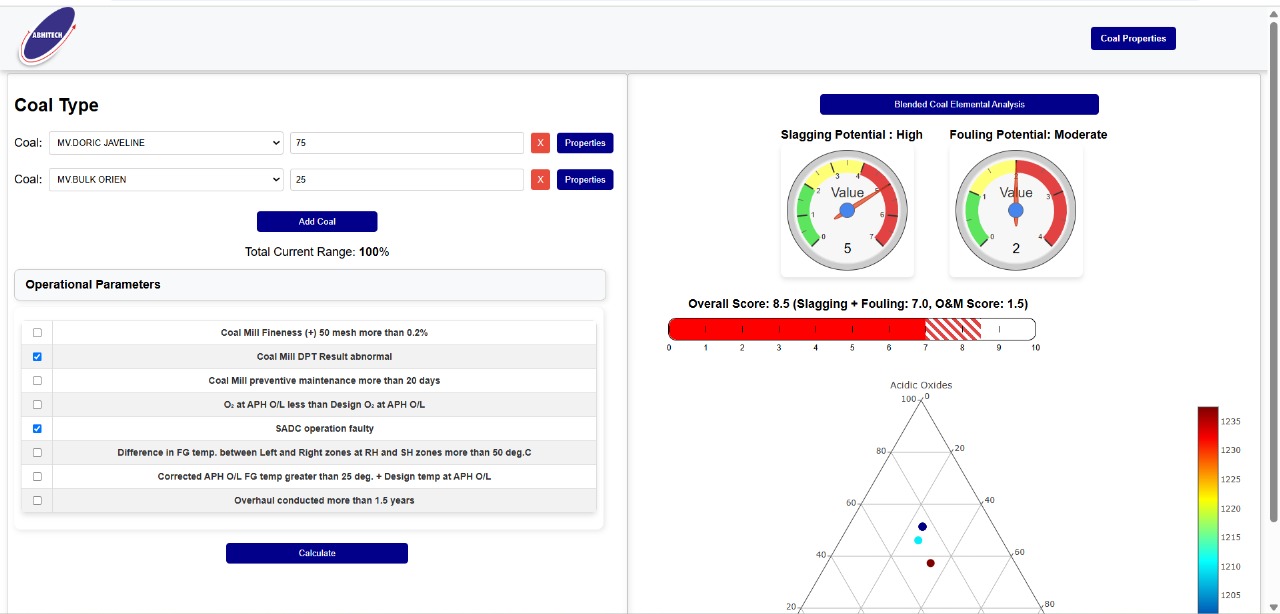 ABHITECH
Coal Properties
Coal Type
Coal: MV.DORIC JAVELINE 75 X Properties
Coal: MV.BULK ORIEN 25 X Properties
Add Coal
Total Current Range: 100%
Operational Parameters
Coal Mill Fineness (+) 50 mesh more than 0.2%
Coal Mill DPT Result abnormal
Coal Mill preventive maintenance more than 20 days
O₂ at APH O/L less than Design O₂ at APH O/L
SADC operation faulty
Difference in FG temp. between Left and Right zones at RH and SH zones more than 50 deg.C
Corrected APH O/L FG temp greater than 25 deg. + Design temp at APH O/L
Overhaul conducted more than 1.5 years
Calculate
Blended Coal Elemental Analysis
Slagging Potential : High
0 1 2 3 4 5 6 7
Value
5
Fouling Potential: Moderate
0 1 2 3 4
Value
2
Overall Score: 8.5 (Slagging + Fouling: 7.0, O&M Score: 1.5)
0 1 2 3 4 5 6 7 8 9 10
Acidic Oxides
100 0
80 20
60 40
40 60
20 80
1235
1230
1225
1220
1215
1210
1205